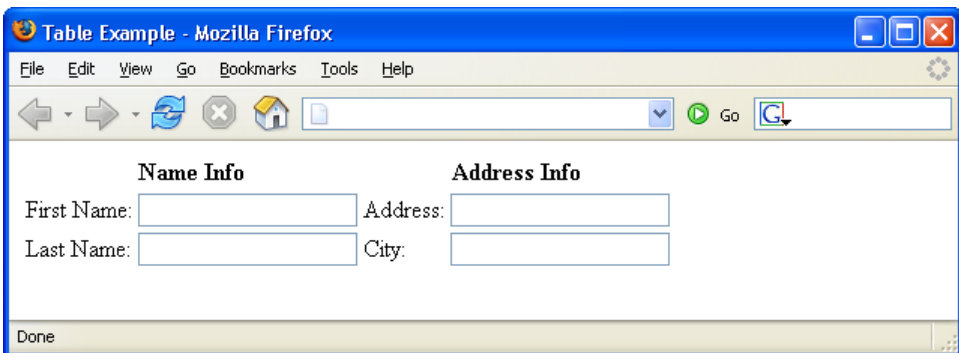 Table Example - Mozilla Firefox
File Edit View Go Bookmarks Tools Help
Go G
Name Info Address Info
First Name: Address:
Last Name: City:
Done